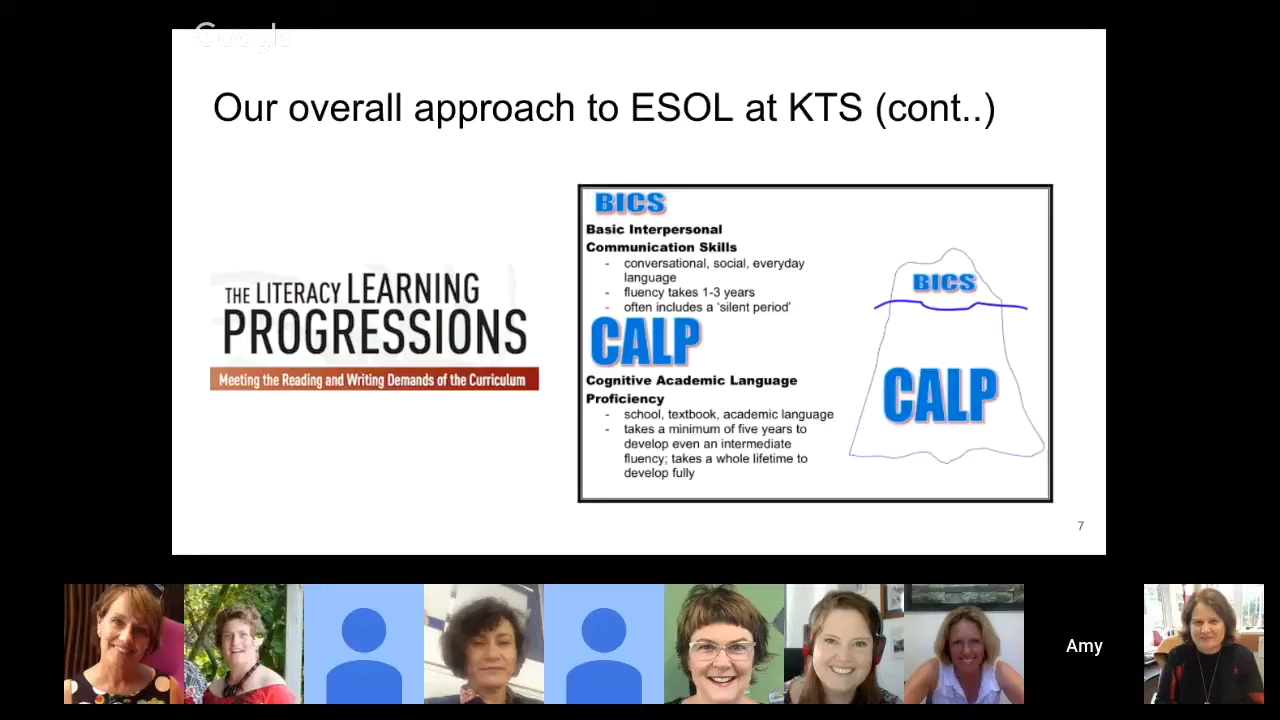 Google
Our overall approach to ESOL at KTS (cont..)
THE LITERACY LEARNING
PROGRESSIONS
Meeting the Reading and Writing Demands of the Curriculum
BICS
Basic Interpersonal
Communication Skills
- conversational, social, everyday
language
- fluency takes 1-3 years
- often includes a ‘silent period’
CALP
Cognitive Academic Language
Proficiency
- school, textbook, academic language
- takes a minimum of five years to
develop even an intermediate
fluency; takes a whole lifetime to
develop fully
BICS
CALP
7
Amy